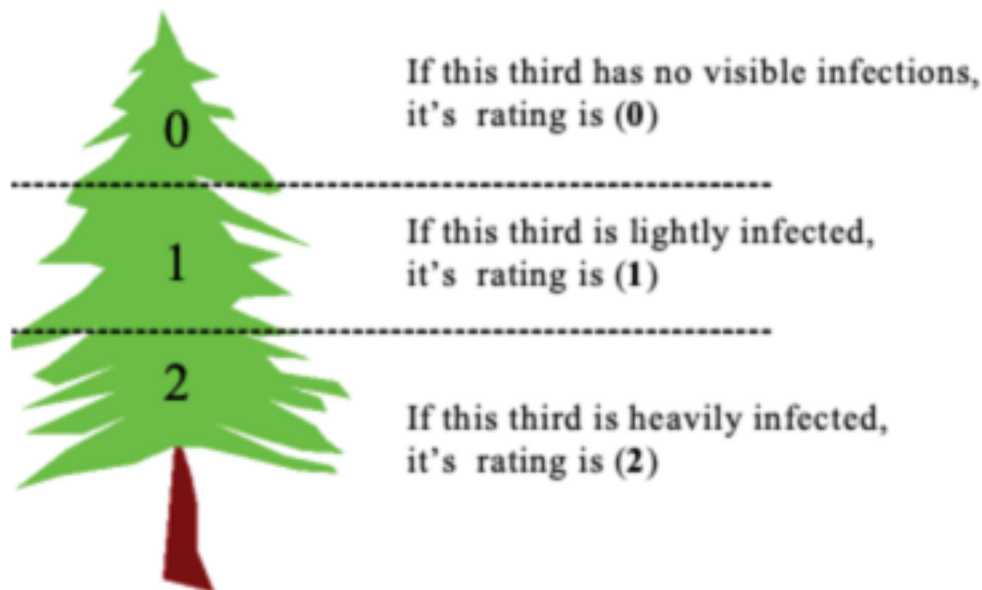 0
If this third has no visible infections,
it's rating is (0)
1
If this third is lightly infected,
it's rating is (1)
2
If this third is heavily infected,
it's rating is (2)